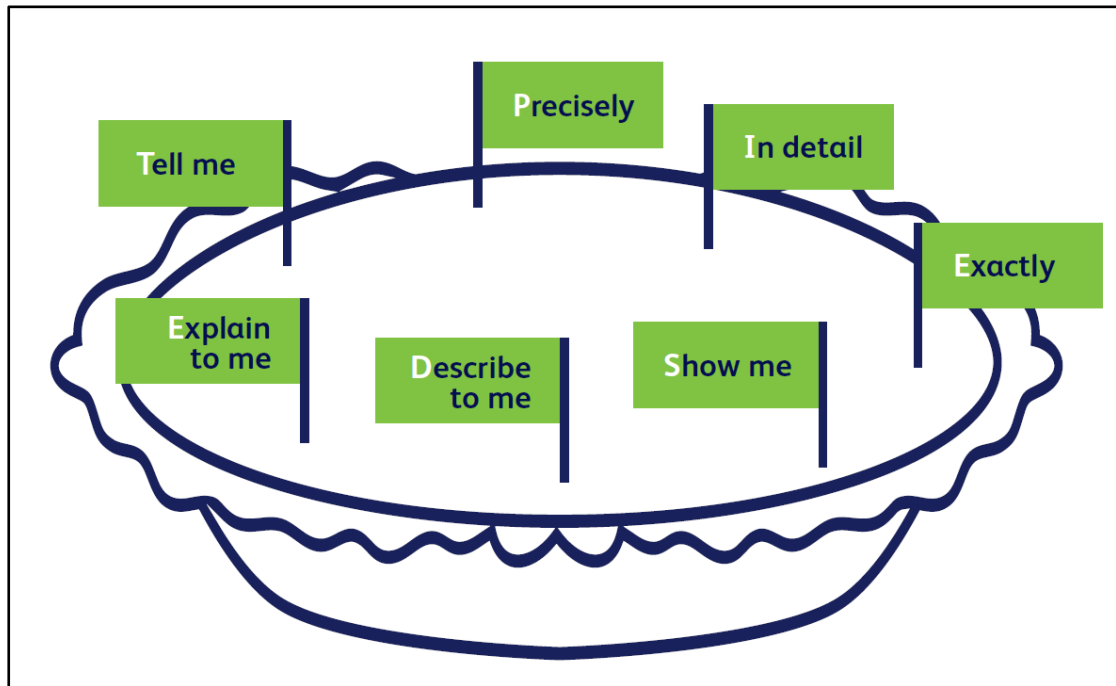 Tell me
Explain
to me
Describe
to me
Show me
Precisely
In detail
Exactly